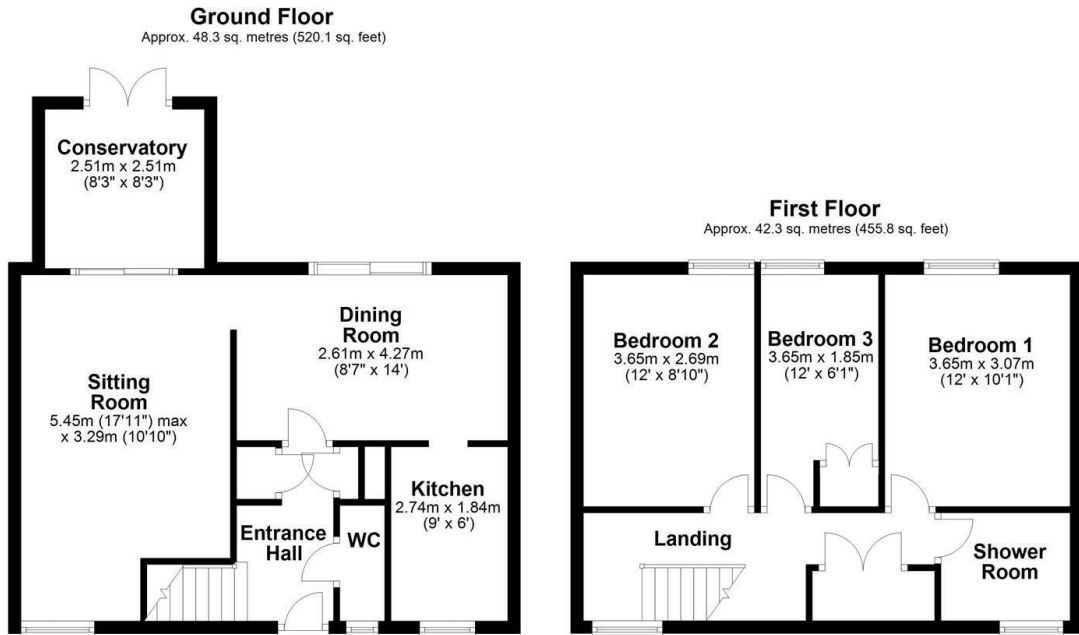 Ground Floor
Approx. 48.3 sq. metres (520.1 sq. feet)
Conservatory
2.51m x 2.51m
(8'3" x 8'3")
Dining
Room
2.61m x 4.27m
(8'7" x 14')
Sitting
Room
5.45m (17'11") max
x 3.29m (10'10")
Kitchen
2.74m x 1.84m
(9' x 6')
Entrance
Hall
WC
First Floor
Approx. 42.3 sq. metres (455.8 sq. feet)
Bedroom 2
3.65m x 2.69m
(12' x 8'10")
Bedroom 3
3.65m x 1.85m
(12' x 6'1")
Bedroom 1
3.65m x 3.07m
(12' x 10'1")
Landing
Shower
Room